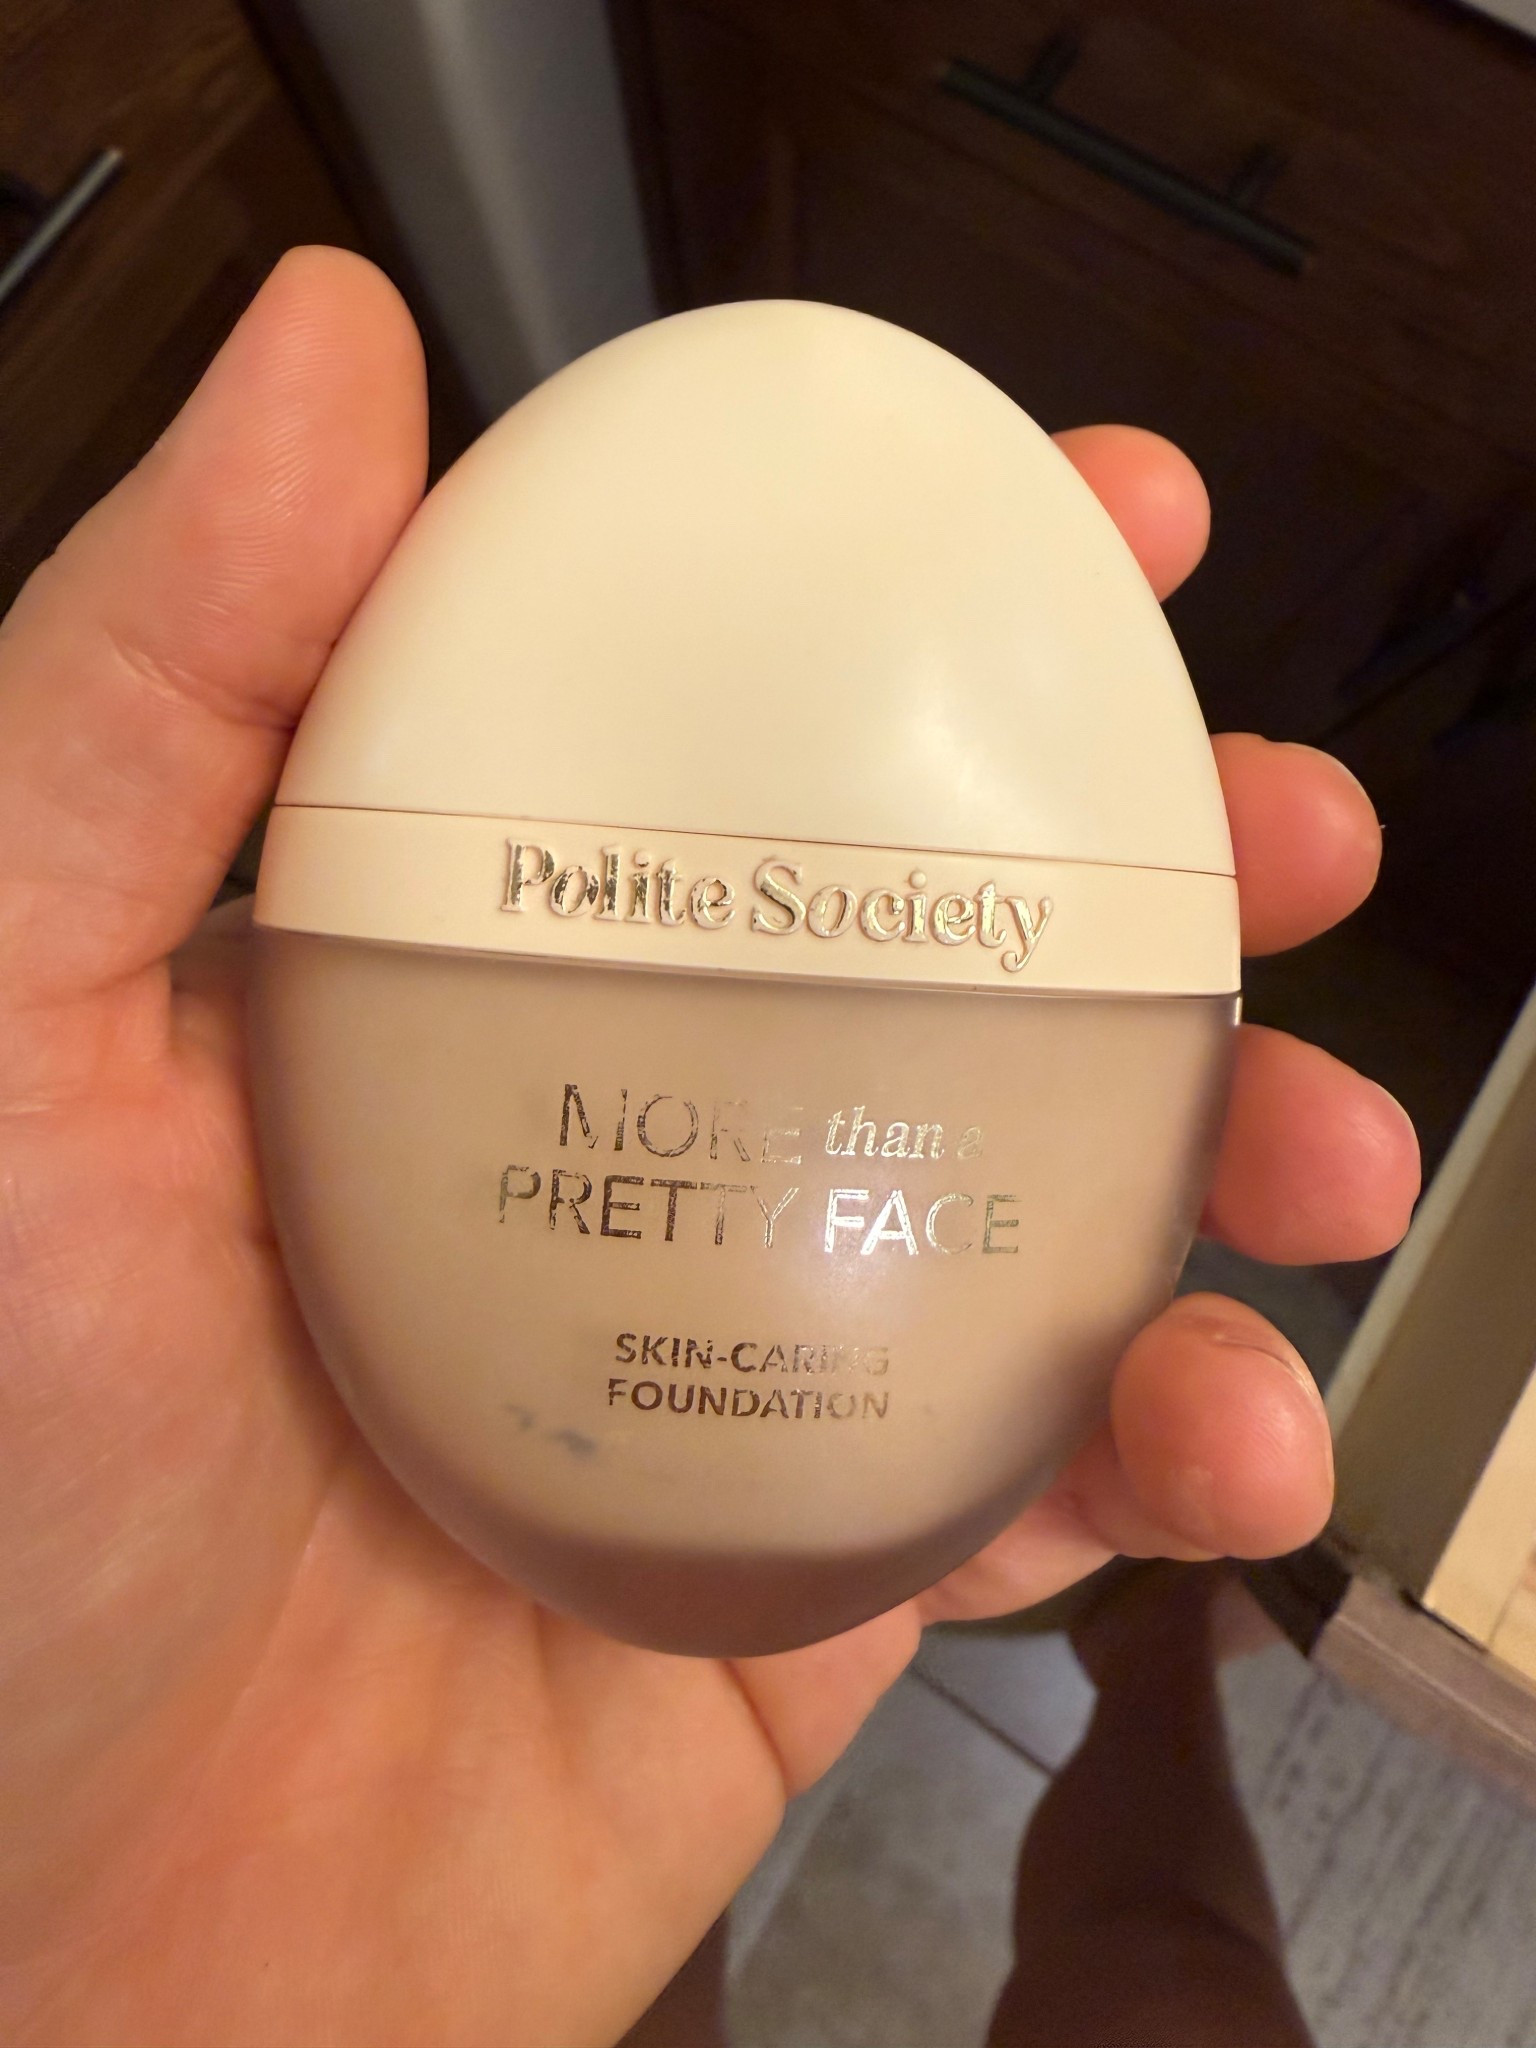 Polite Society
MORE than a
PRETTY FACE
SKIN-CARING
FOUNDATION